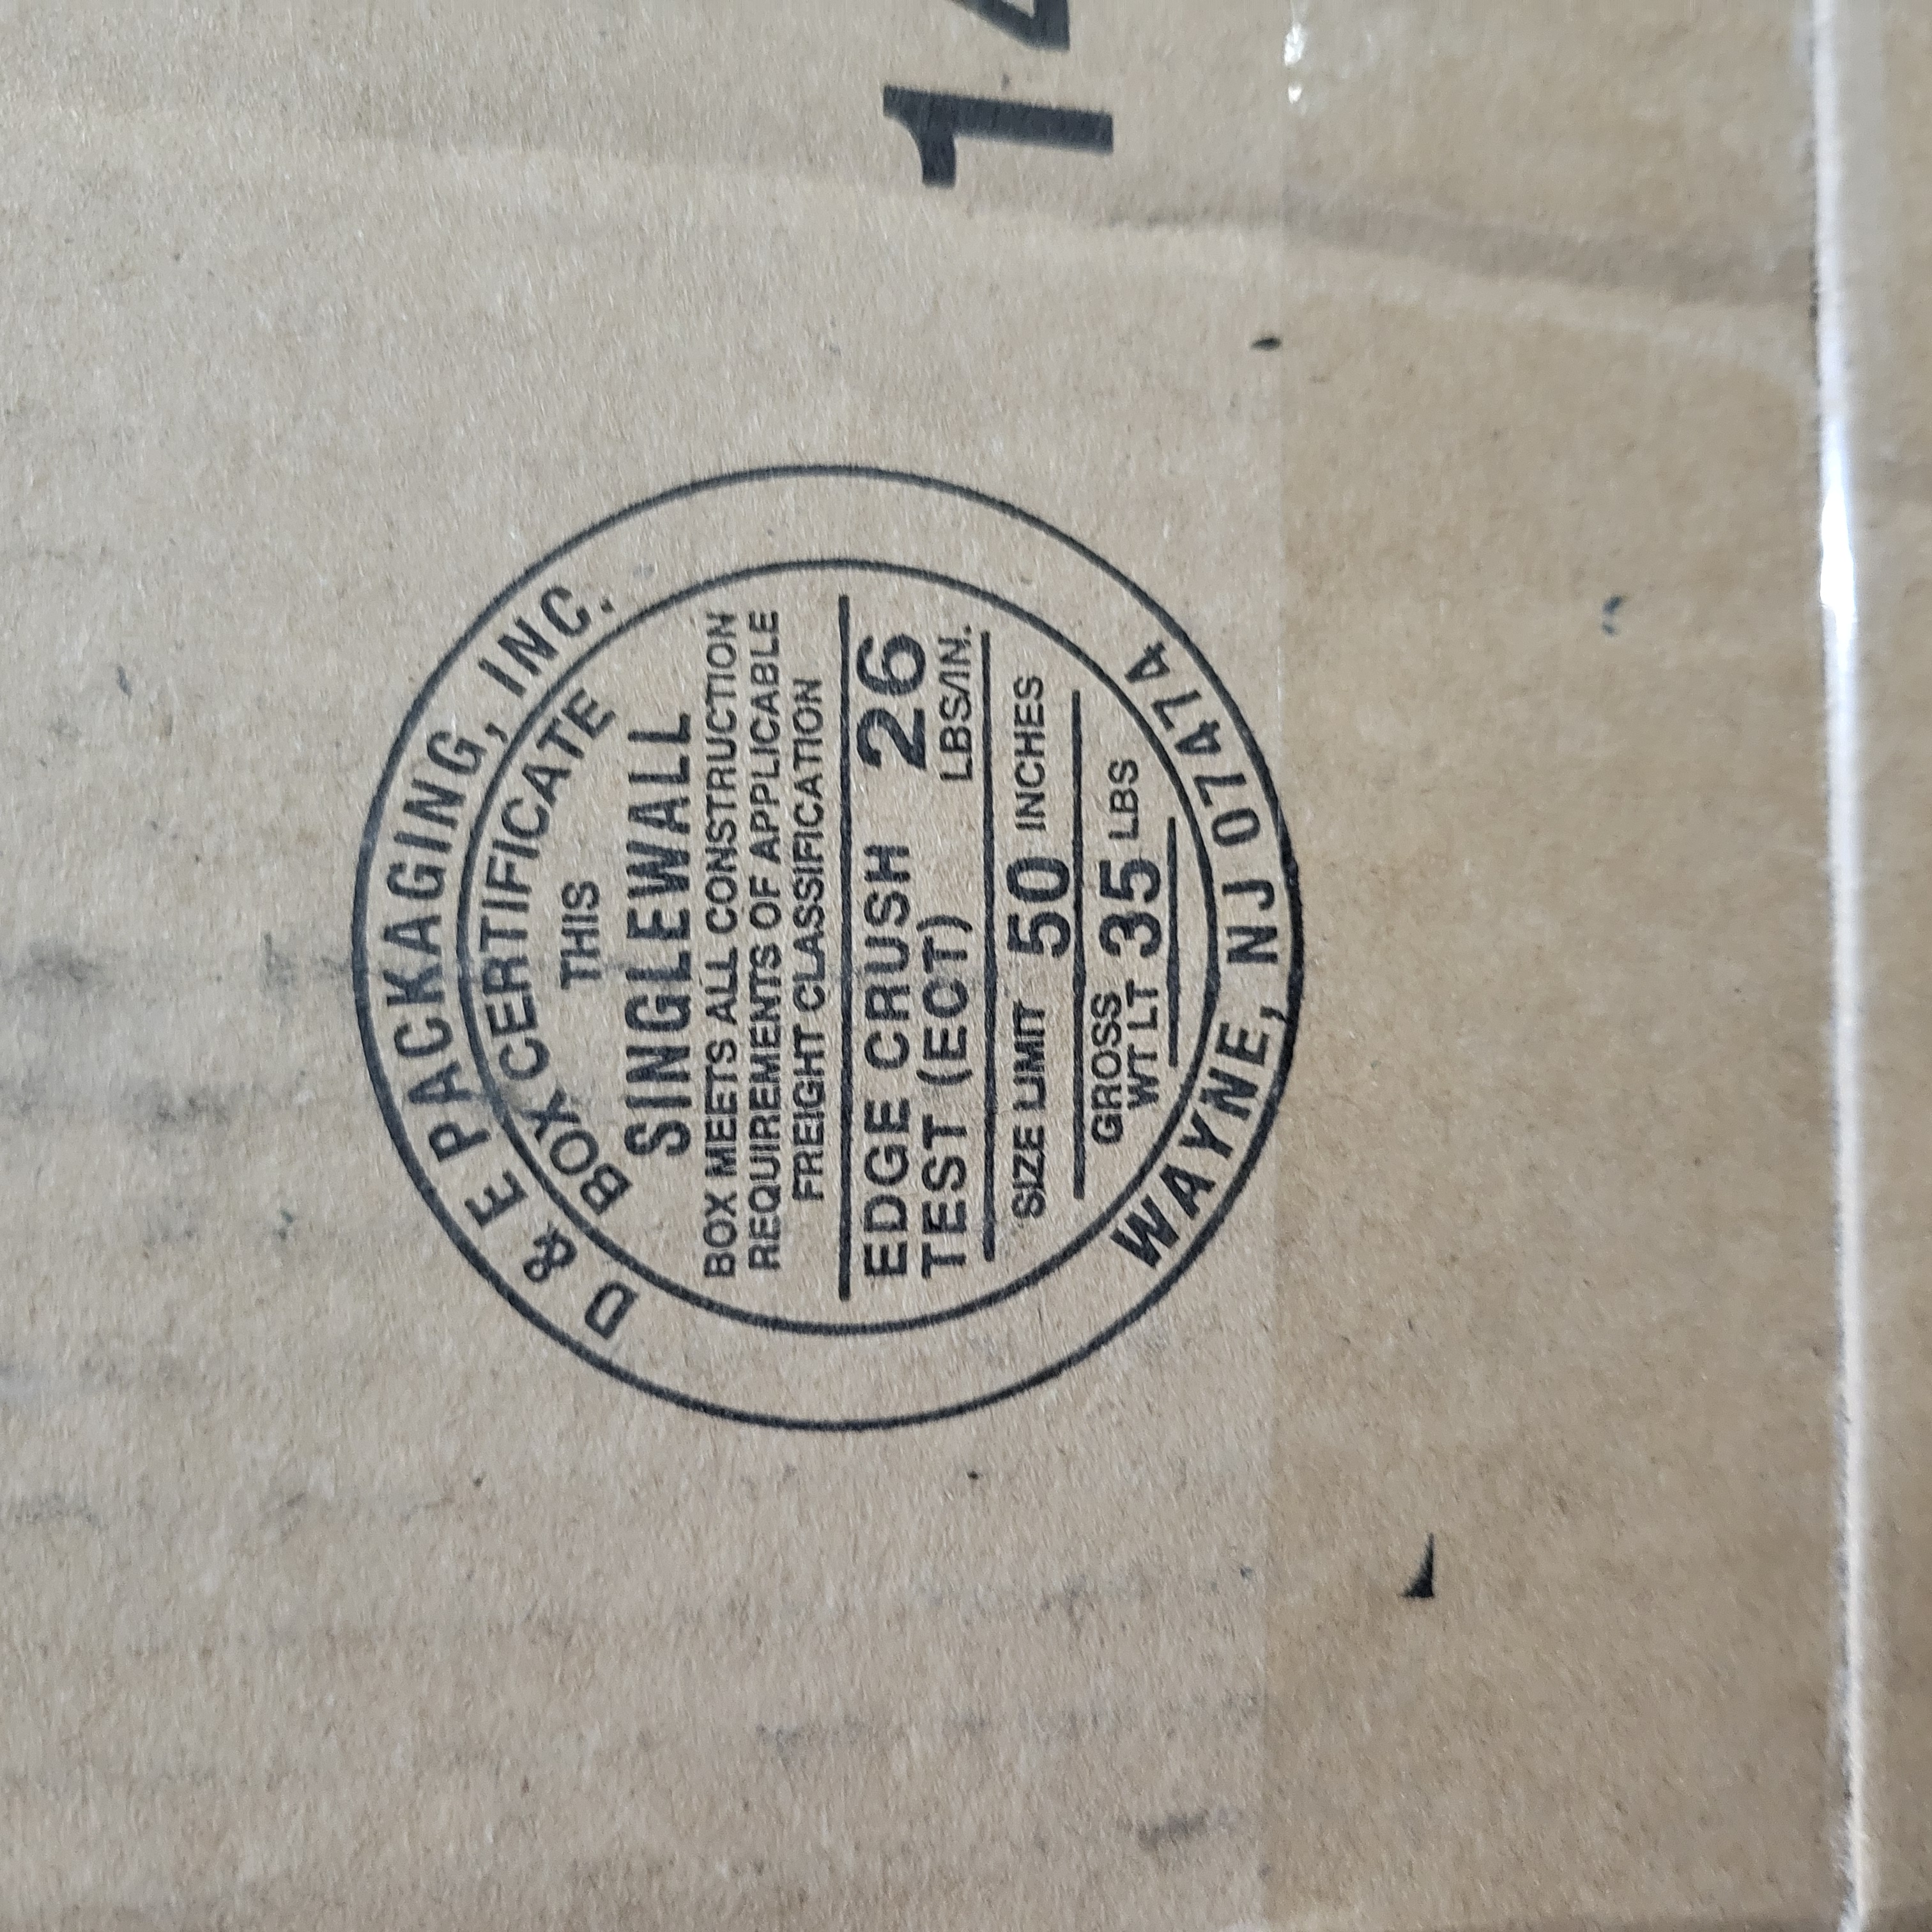 D & E PACKAGING, INC.
BOX CERTIFICATE
THIS
SINGLEWALL
BOX MEETS ALL CONSTRUCTION
REQUIREMENTS OF APPLICABLE
FREIGHT CLASSIFICATION
EDGE CRUSH 26
TEST (ECT) LBS/IN.
SIZE LIMIT 50 INCHES
GROSS
WT LT 35 LBS
WAYNE, NJ 07474